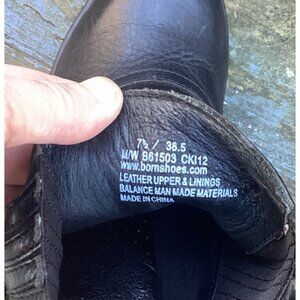 7½ / 38.5
M/W B61503 CKI12
www.bornshoes.com
LEATHER UPPER & LININGS
BALANCE MAN MADE MATERIALS
MADE IN CHINA